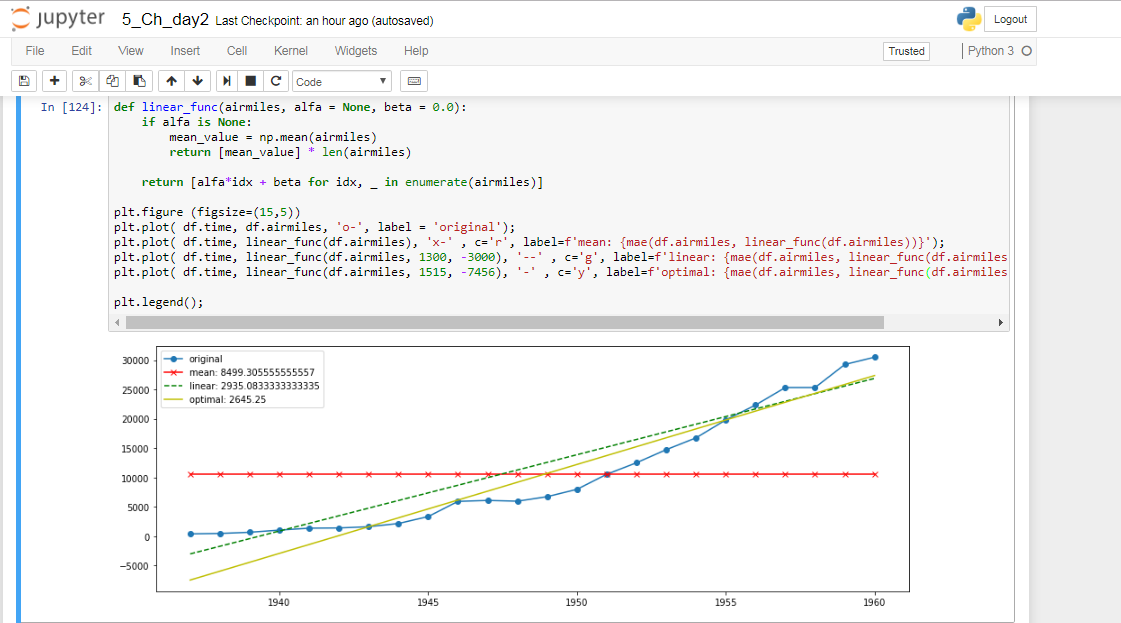 jupyter 5_Ch_day2 Last Checkpoint: an hour ago (autosaved) Logout
File Edit View Insert Cell Kernel Widgets Help Trusted Python 3
Code
In [124]: def linear_func(airmiles, alfa = None, beta = 0.0):
if alfa is None:
mean_value = np.mean(airmiles)
return [mean_value] * len(airmiles)
return [alfa*idx + beta for idx, _ in enumerate(airmiles)]
plt.figure (figsize=(15,5))
plt.plot( df.time, df.airmiles, 'o-', label = 'original');
plt.plot( df.time, linear_func(df.airmiles), 'x-' , c='r', label=f'mean: {mae(df.airmiles, linear_func(df.airmiles))}');
plt.plot( df.time, linear_func(df.airmiles, 1300, -3000), '--' , c='g', label=f'linear: {mae(df.airmiles, linear_func(df.airmiles
plt.plot( df.time, linear_func(df.airmiles, 1515, -7456), '-' , c='y', label=f'optimal: {mae(df.airmiles, linear_func(df.airmiles
plt.legend();
original
mean: 8499.305555555557
linear: 2935.0833333333335
optimal: 2645.25
30000
25000
20000
15000
10000
5000
0
−5000
1940 1945 1950 1955 1960